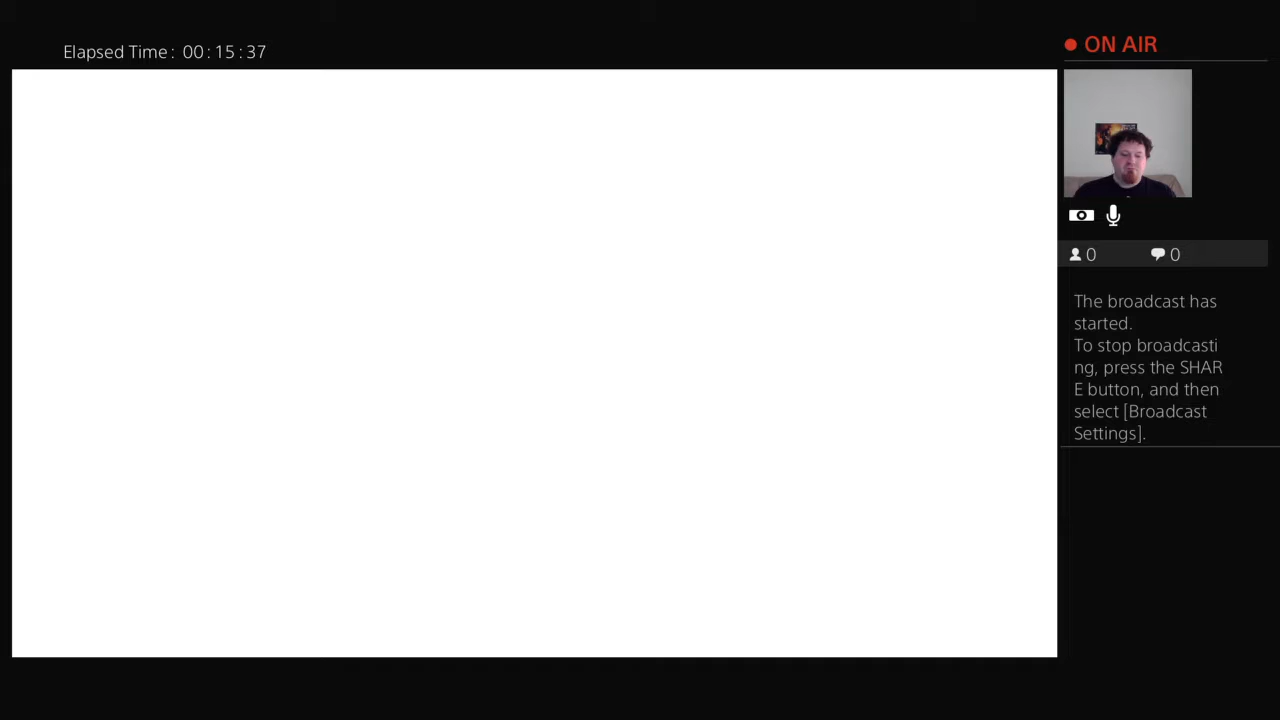 Elapsed Time: 00:15:37
ON AIR
0
0
The broadcast has
started.
To stop broadcasti
ng, press the SHAR
E button, and then
select [Broadcast
Settings].